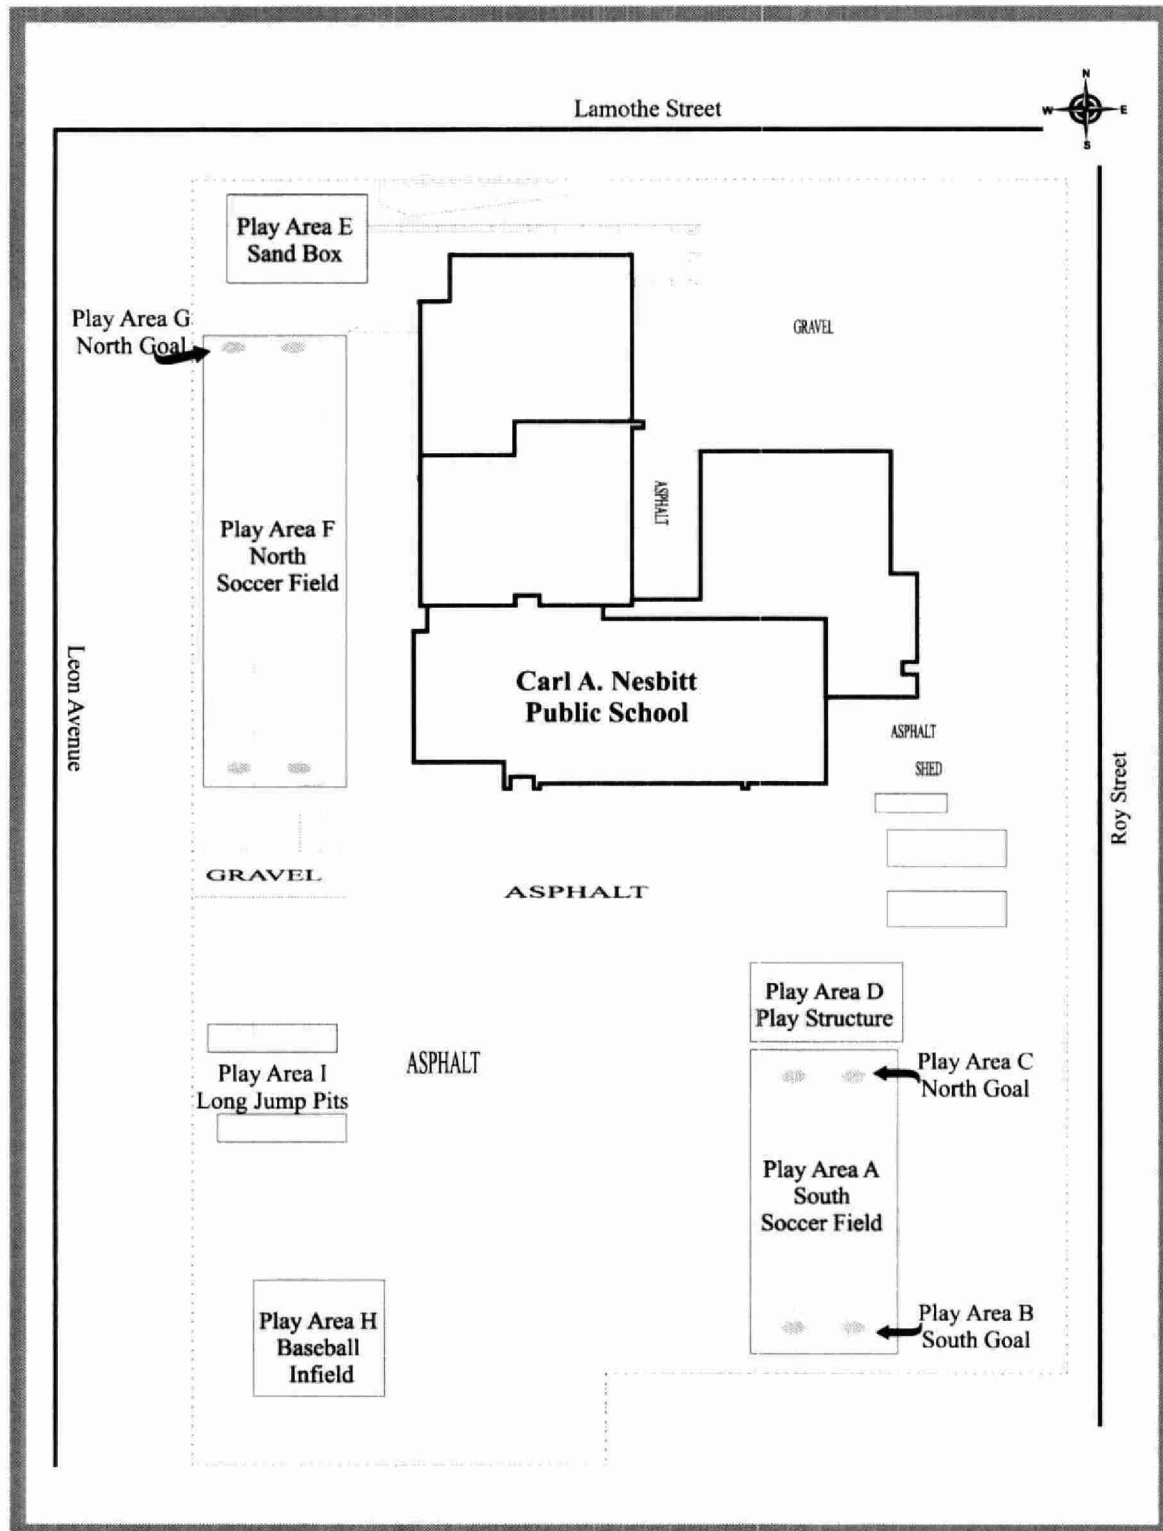 Lamothe Street
N
W
E
S
Play Area E
Sand Box
Play Area G
North Goal
GRAVEL
ASPHALT
Play Area F
North
Soccer Field
Leon Avenue
Carl A. Nesbitt
Public School
ASPHALT
SHED
Roy Street
GRAVEL
ASPHALT
Play Area D
Play Structure
ASPHALT
Play Area I
Long Jump Pits
Play Area C
North Goal
Play Area A
South
Soccer Field
Play Area H
Baseball
Infield
Play Area B
South Goal